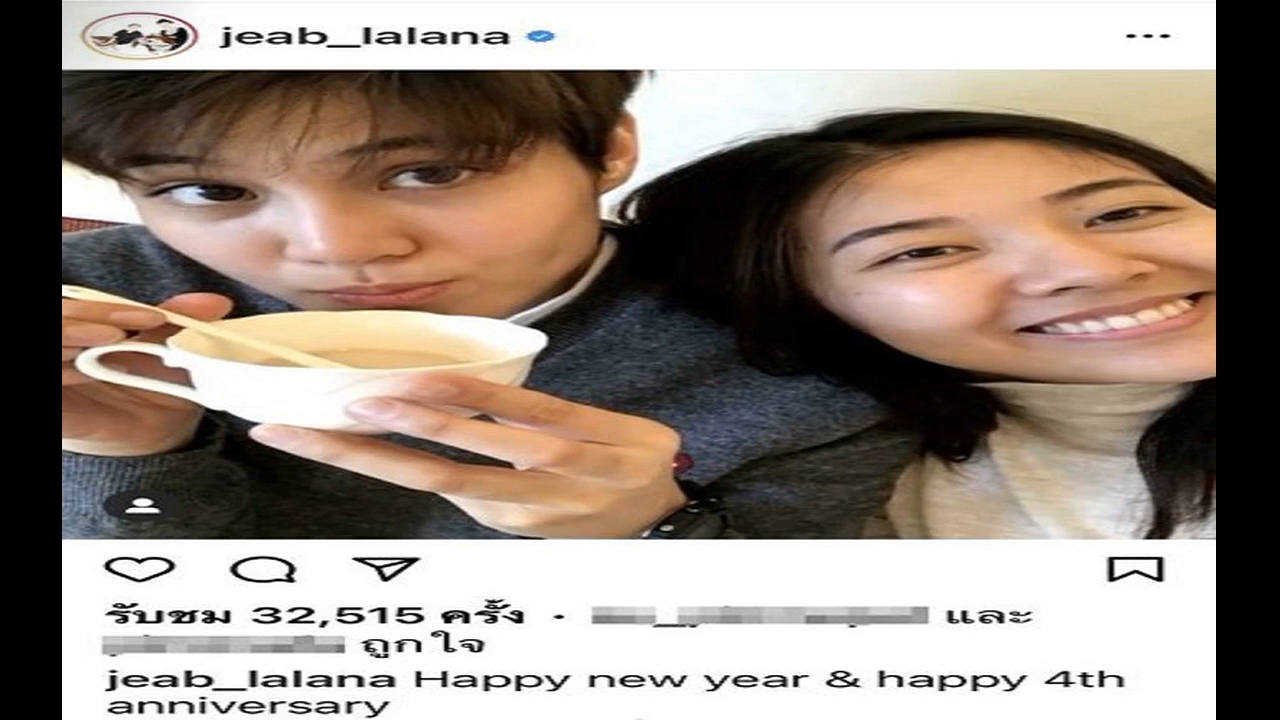 jeab_lalana
รับชม 32,515 ครั้ง · และ
ถูกใจ
jeab_lalana Happy new year & happy 4th
anniversary